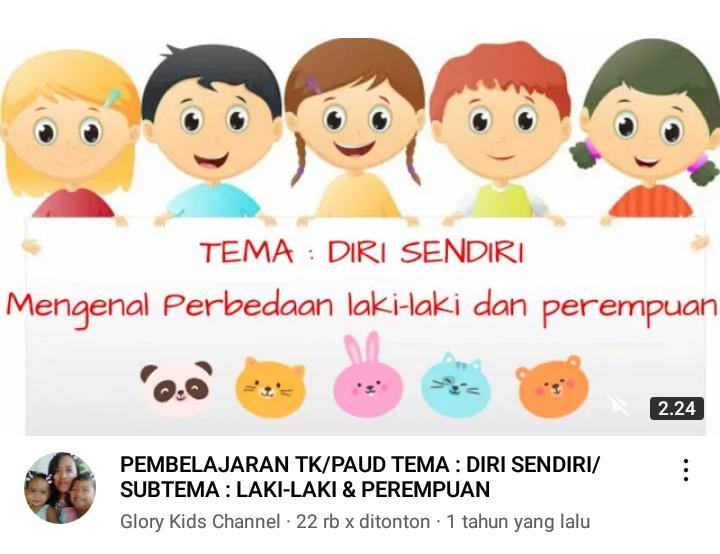 TEMA : DIRI SENDIRI
Mengenal Perbedaan laki-laki dan perempuan
2.24
PEMBELAJARAN TK/PAUD TEMA : DIRI SENDIRI/
SUBTEMA : LAKI-LAKI & PEREMPUAN
Glory Kids Channel · 22 rb x ditonton · 1 tahun yang lalu